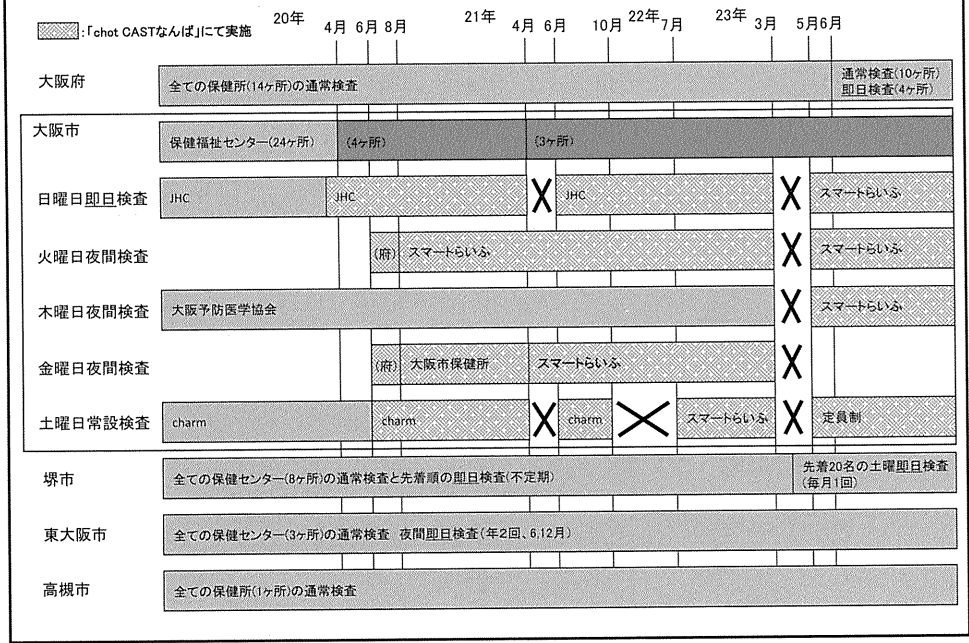 20年 21年 22年 23年
:「chot CASTなんば」にて実施
4月 6月 8月 4月 6月 10月 7月 3月 5月 6月
大阪府
全ての保健所(14ヶ所)の通常検査
通常検査(10ヶ所)
即日検査(4ヶ所)
大阪市
保健福祉センター(24ヶ所) (4ヶ所) (3ヶ所)
日曜日即日検査 JHC JHC JHC スマートらいふ
火曜日夜間検査 (府) スマートらいふ スマートらいふ
木曜日夜間検査 大阪予防医学協会 スマートらいふ
金曜日夜間検査 (府) 大阪市保健所 スマートらいふ
土曜日常設検査 charm charm charm スマートらいふ 定員制
堺市
全ての保健センター(8ヶ所)の通常検査と先着順の即日検査(不定期)
先着20名の土曜即日検査
(毎月1回)
東大阪市 全ての保健センター(3ヶ所)の通常検査 夜間即日検査(年2回、6,12月)
高槻市 全ての保健所(1ヶ所)の通常検査